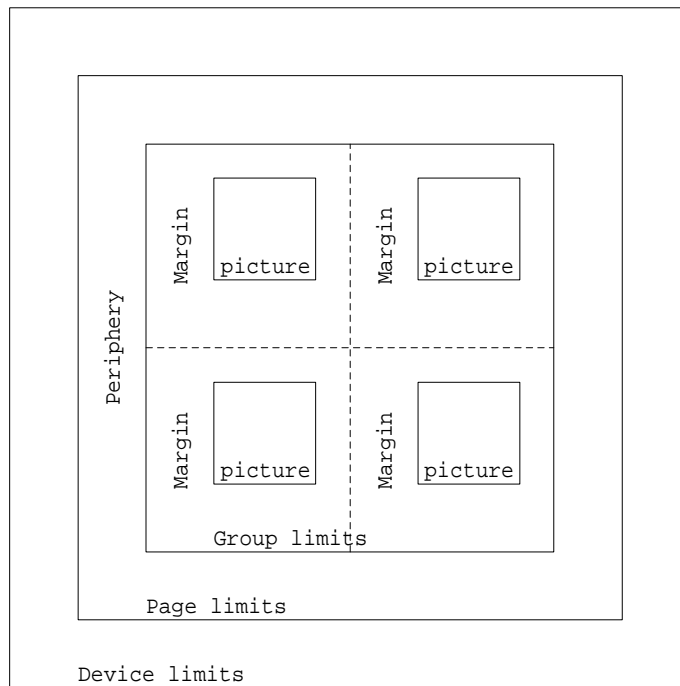 Margin
Margin
picture
picture
Periphery
Margin
Margin
picture
picture
Group limits
Page limits
Device limits